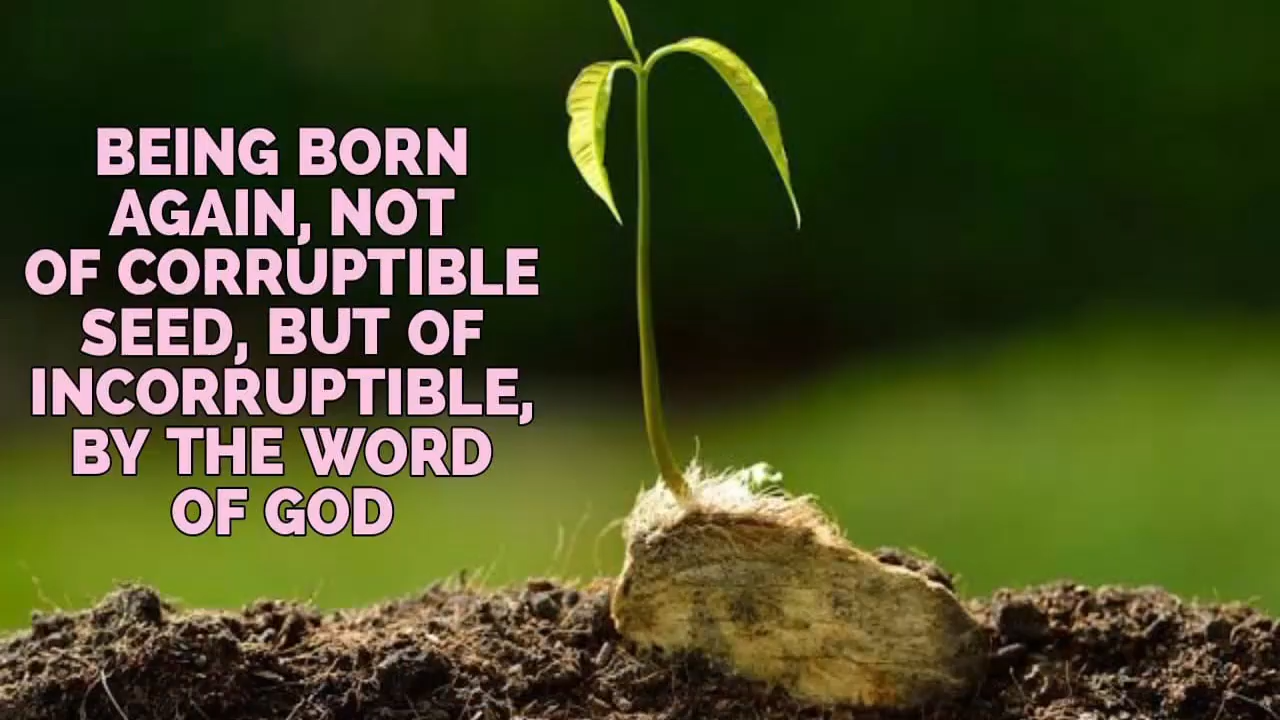 BEING BORN
AGAIN, NOT
OF CORRUPTIBLE
SEED, BUT OF
INCORRUPTIBLE,
BY THE WORD
OF GOD